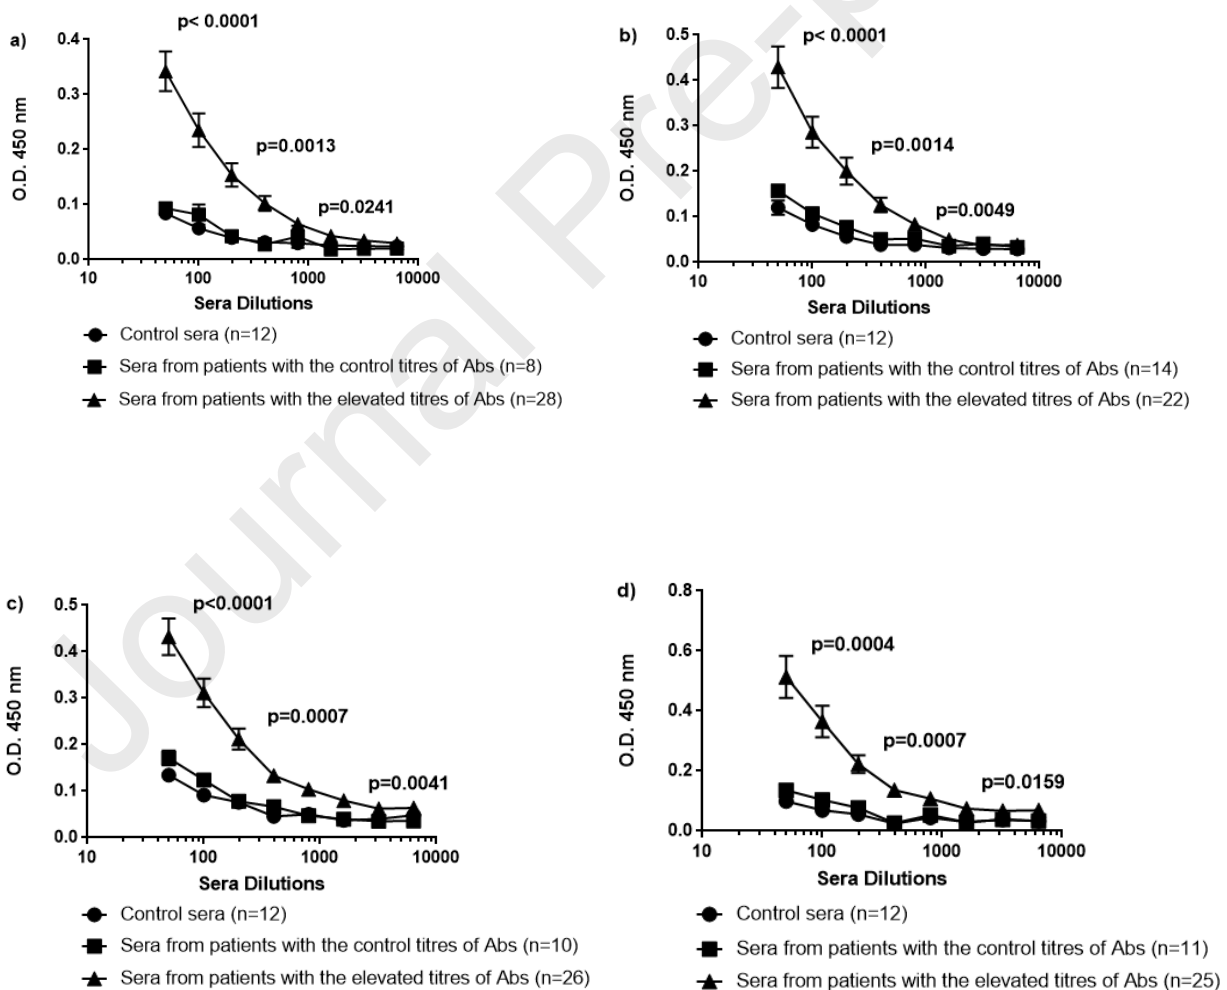 a)
p< 0.0001
0.4
0.3
0.2
0.1
0.0
O.D. 450 nm
p=0.0013
p=0.0241
10
100
1000
10000
Sera Dilutions
Control sera (n=12)
Sera from patients with the control titres of Abs (n=8)
Sera from patients with the elevated titres of Abs (n=28)
b)
p< 0.0001
0.5
0.4
0.3
0.2
0.1
0.0
O.D. 450 nm
p=0.0014
p=0.0049
10
100
1000
10000
Sera Dilutions
Control sera (n=12)
Sera from patients with the control titres of Abs (n=14)
Sera from patients with the elevated titres of Abs (n=22)
c)
p<0.0001
0.5
0.4
0.3
0.2
0.1
0.0
O.D. 450 nm
p=0.0007
p=0.0041
10
100
1000
10000
Sera Dilutions
Control sera (n=12)
Sera from patients with the control titres of Abs (n=10)
Sera from patients with the elevated titres of Abs (n=26)
d)
0.8
0.6
0.4
0.2
0.0
O.D. 450 nm
p=0.0004
p=0.0007
p=0.0159
10
100
1000
10000
Sera Dilutions
Control sera (n=12)
Sera from patients with the control titres of Abs (n=11)
Sera from patients with the elevated titres of Abs (n=25)
Journal Pre-p